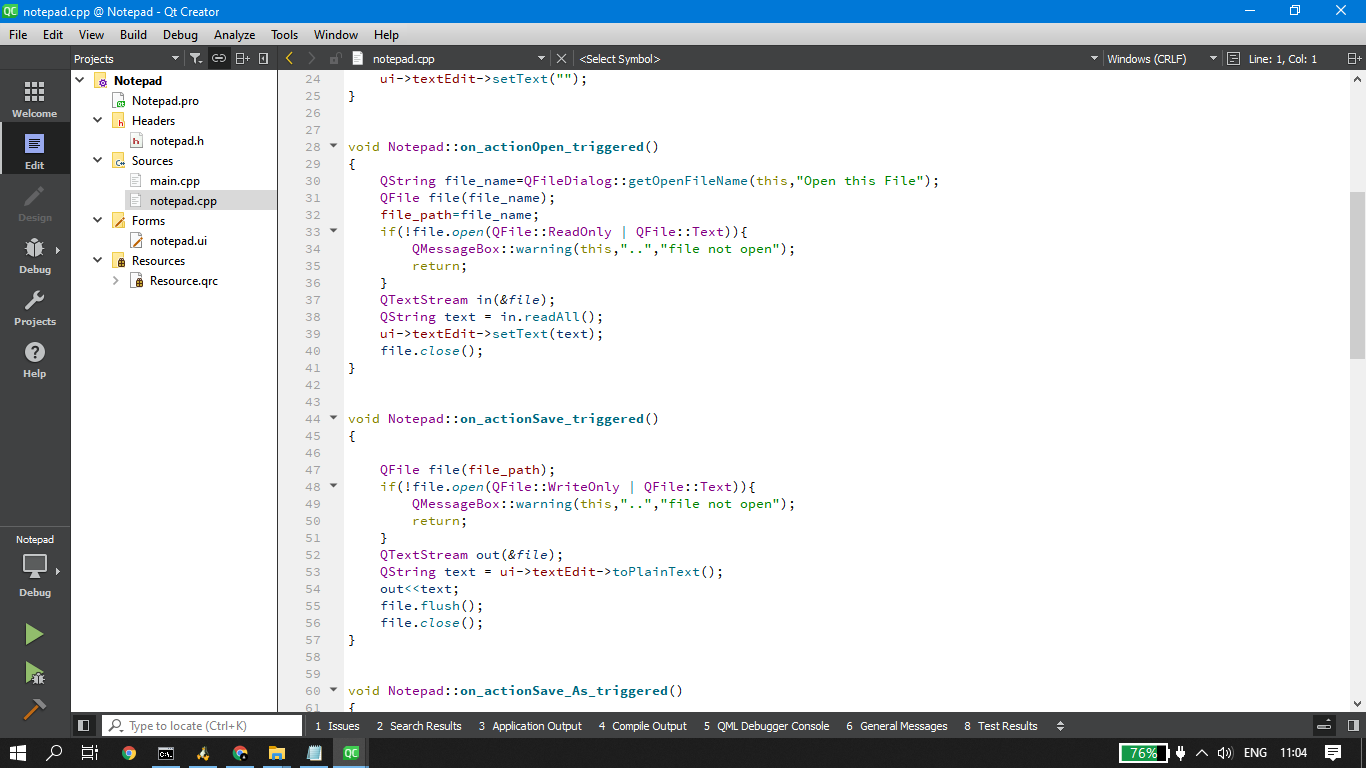 QC notepad.cpp @ Notepad - Qt Creator
File Edit View Build Debug Analyze Tools Window Help
Projects notepad.cpp <Select Symbol> Windows (CRLF) Line: 1, Col: 1
Welcome
Edit
Design
Debug
Projects
Help
Notepad
Debug
Notepad
Notepad.pro
Headers
notepad.h
Sources
main.cpp
notepad.cpp
Forms
notepad.ui
Resources
Resource.qrc
24 ui->textEdit->setText("");
25 }
26
27
28 void Notepad::on_actionOpen_triggered()
29 {
30 QString file_name=QFileDialog::getOpenFileName(this,"Open this File");
31 QFile file(file_name);
32 file_path=file_name;
33 if(!file.open(QFile::ReadOnly | QFile::Text)){
34 QMessageBox::warning(this,"..","file not open");
35 return;
36 }
37 QTextStream in(&file);
38 QString text = in.readAll();
39 ui->textEdit->setText(text);
40 file.close();
41 }
42
43
44 void Notepad::on_actionSave_triggered()
45 {
46
47 QFile file(file_path);
48 if(!file.open(QFile::WriteOnly | QFile::Text)){
49 QMessageBox::warning(this,"..","file not open");
50 return;
51 }
52 QTextStream out(&file);
53 QString text = ui->textEdit->toPlainText();
54 out<<text;
55 file.flush();
56 file.close();
57 }
58
59
60 void Notepad::on_actionSave_As_triggered()
61 {
Type to locate (Ctrl+K) 1 Issues 2 Search Results 3 Application Output 4 Compile Output 5 QML Debugger Console 6 General Messages 8 Test Results
QC 76% ENG 11:04